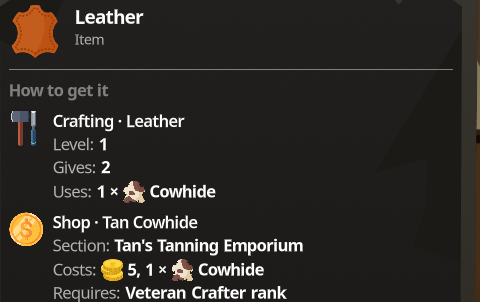 Leather
Item
How to get it
Crafting · Leather
Level: 1
Gives: 2
Uses: 1 × Cowhide
Shop · Tan Cowhide
Section: Tan's Tanning Emporium
Costs: 5, 1 × Cowhide
Requires: Veteran Crafter rank